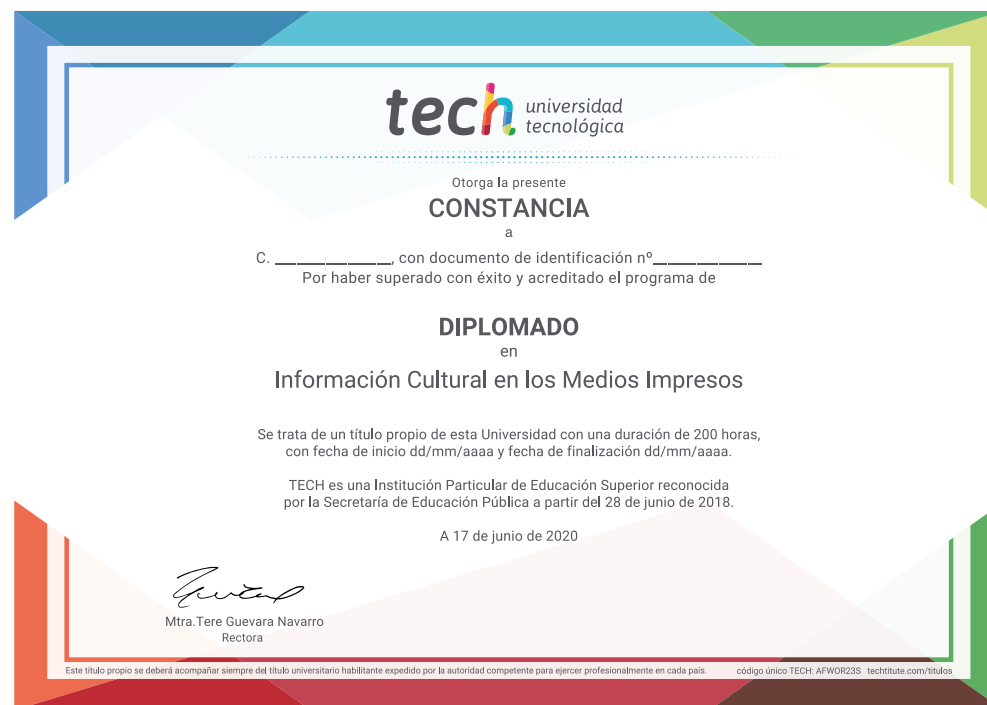 tech universidad
tecnológica
Otorga la presente
CONSTANCIA
a
C. ______________, con documento de identificación nº_____________
Por haber superado con éxito y acreditado el programa de
DIPLOMADO
en
Información Cultural en los Medios Impresos
Se trata de un título propio de esta Universidad con una duración de 200 horas,
con fecha de inicio dd/mm/aaaa y fecha de finalización dd/mm/aaaa.
TECH es una Institución Particular de Educación Superior reconocida
por la Secretaría de Educación Pública a partir del 28 de junio de 2018.
A 17 de junio de 2020
Mtra.Tere Guevara Navarro
Rectora
Este título propio se deberá acompañar siempre del título universitario habilitante expedido por la autoridad competente para ejercer profesionalmente en cada país. código único TECH: AFWOR23S techtitute.com/titulos